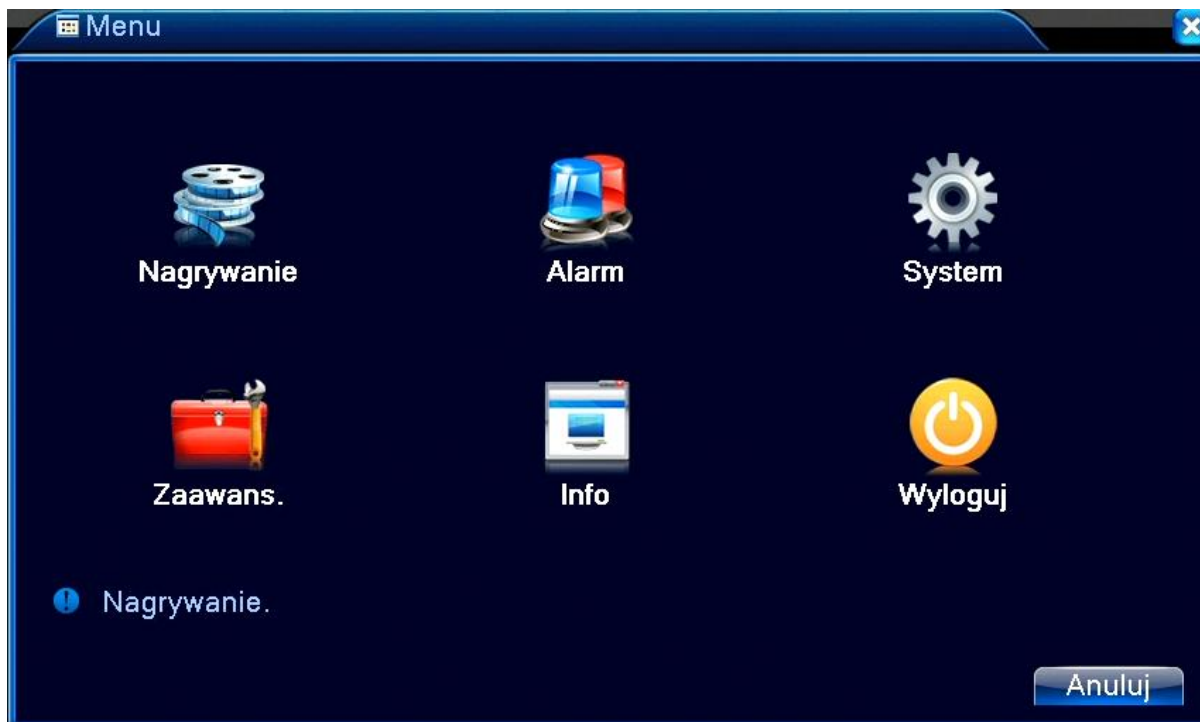 Menu
Nagrywanie
Alarm
System
Zaawans.
Info
Wyloguj
Nagrywanie.
Anuluj